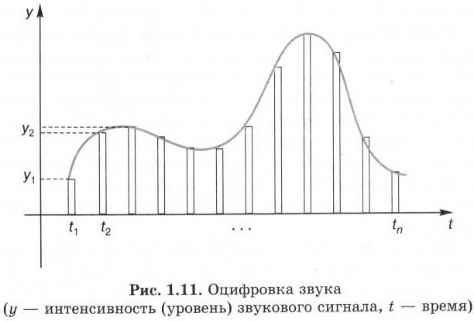 y
y₂
y₁
t₁ t₂ ... tₙ t
Рис. 1.11. Оцифровка звука
(y — интенсивность (уровень) звукового сигнала, t — время)